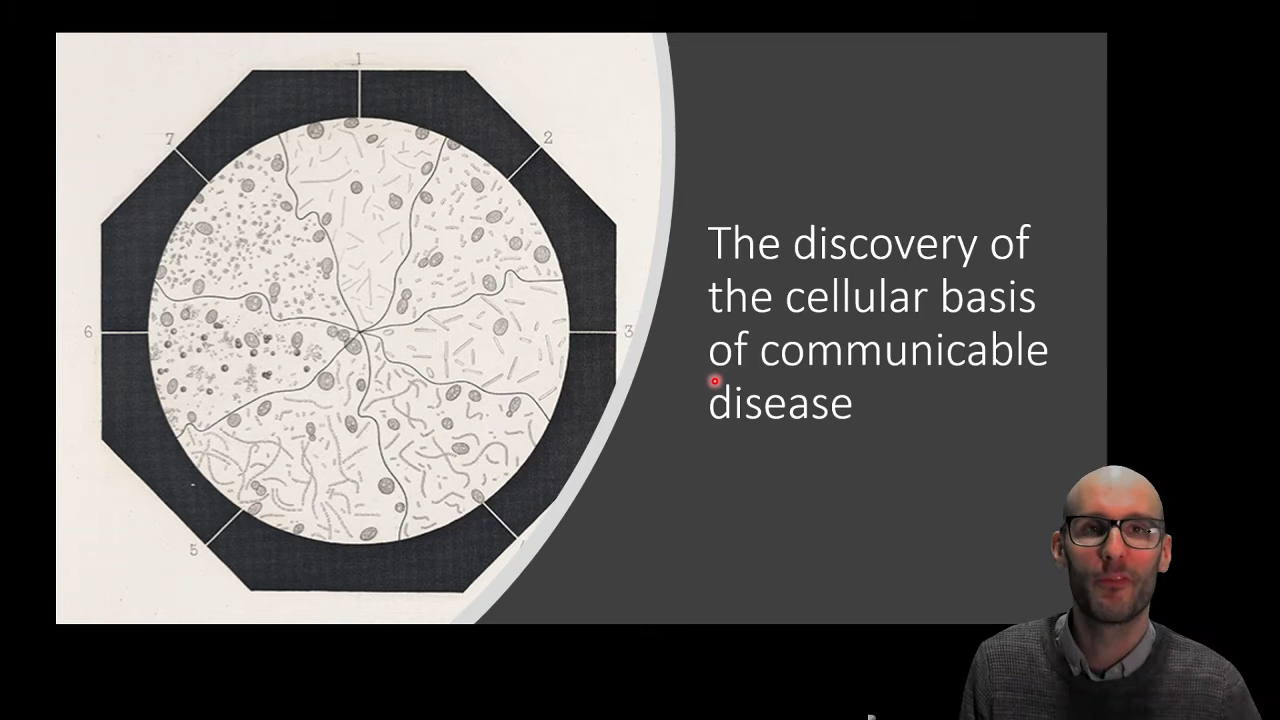 1
7
2
6
3
5
The discovery of
the cellular basis
of communicable
disease